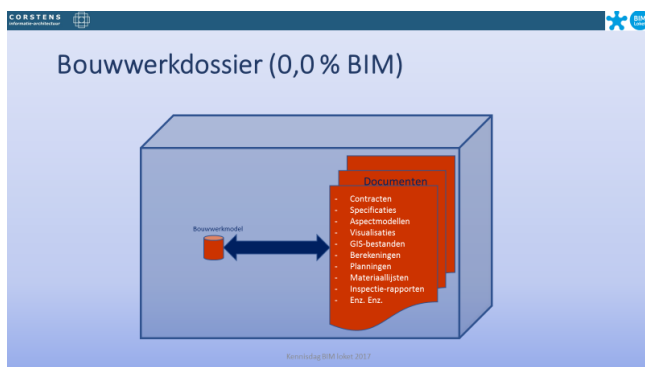 CORSTENS
informatie-architectuur
BIM
Loket
Bouwwerkdossier (0,0 % BIM)
Documenten
- Contracten
- Specificaties
- Aspectmodellen
- Visualisaties
- GIS-bestanden
- Berekeningen
- Planningen
- Materiaallijsten
- Inspectie-rapporten
- Enz. Enz.
Bouwwerkmodel
Kennisdag BIM loket 2017